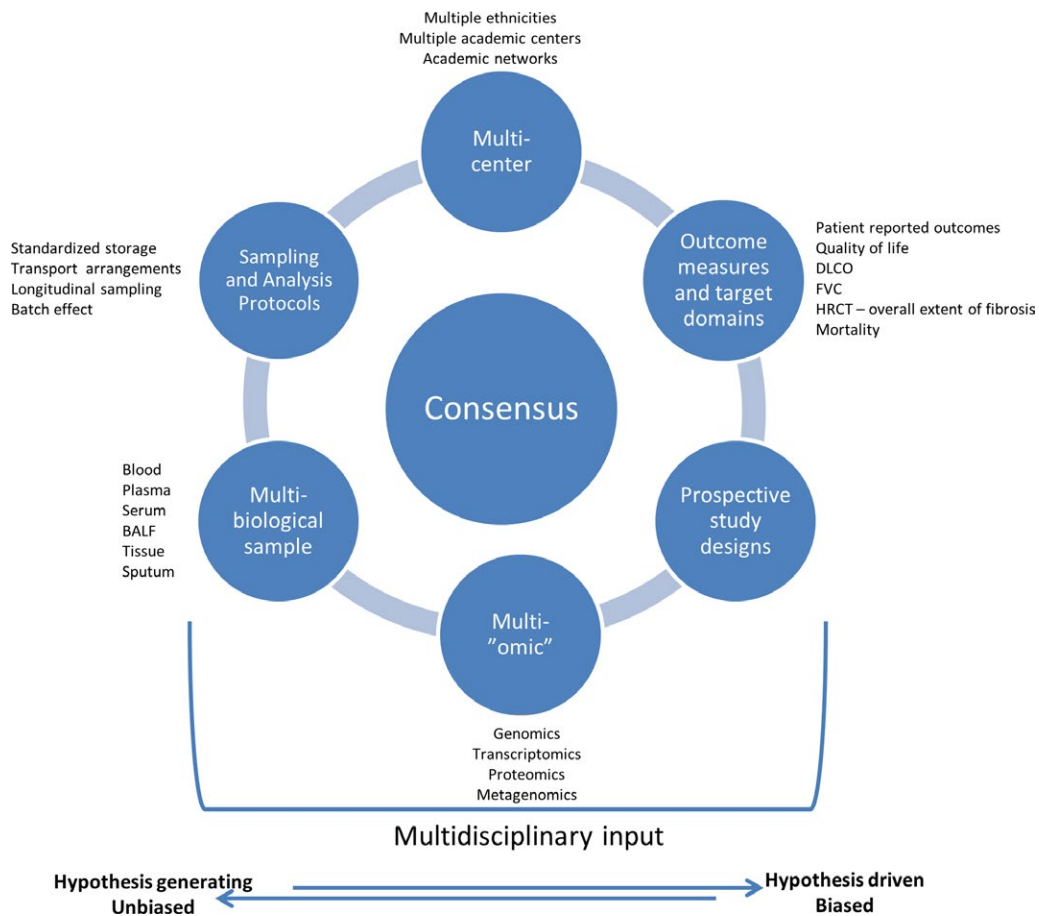 Multiple ethnicities
Multiple academic centers
Academic networks
Multi-
center
Standardized storage
Transport arrangements
Longitudinal sampling
Batch effect
Sampling
and Analysis
Protocols
Outcome
measures
and target
domains
Patient reported outcomes
Quality of life
DLCO
FVC
HRCT – overall extent of fibrosis
Mortality
Consensus
Blood
Plasma
Serum
BALF
Tissue
Sputum
Multi-
biological
sample
Prospective
study
designs
Multi-
”omic”
Genomics
Transcriptomics
Proteomics
Metagenomics
Multidisciplinary input
Hypothesis generating
Unbiased
Hypothesis driven
Biased